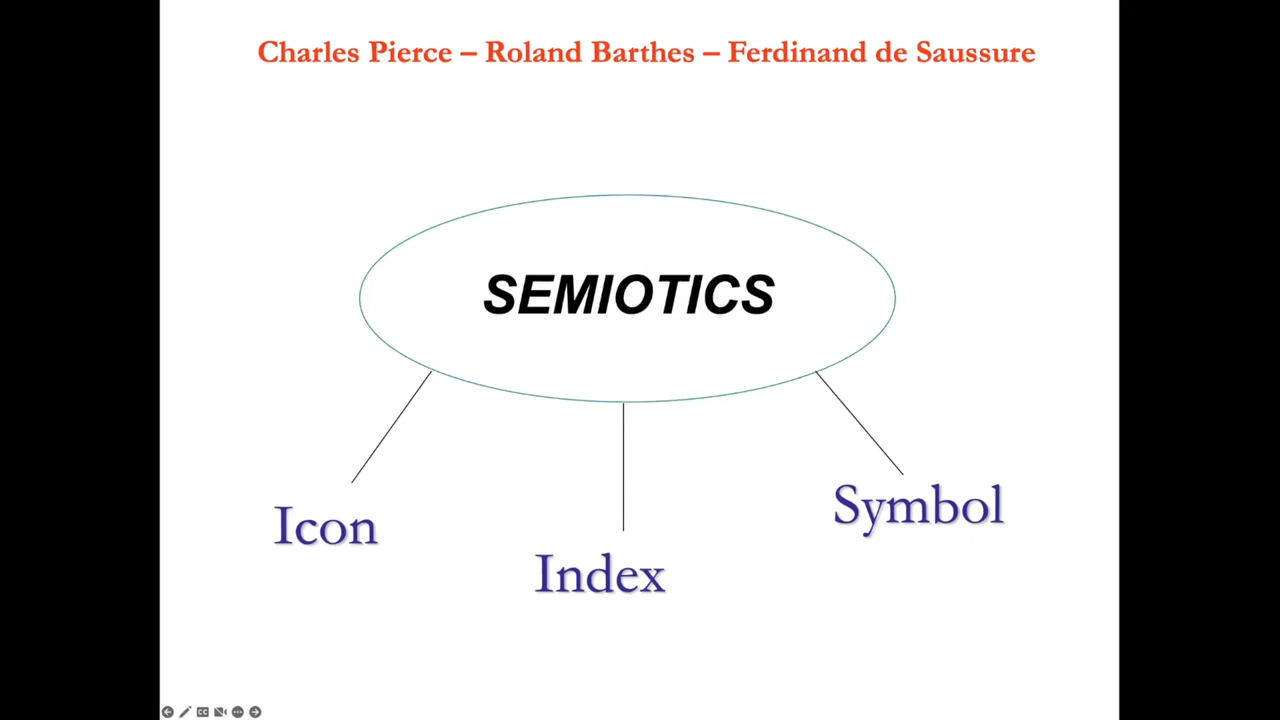 Charles Pierce – Roland Barthes – Ferdinand de Saussure
SEMIOTICS
Icon
Index
Symbol